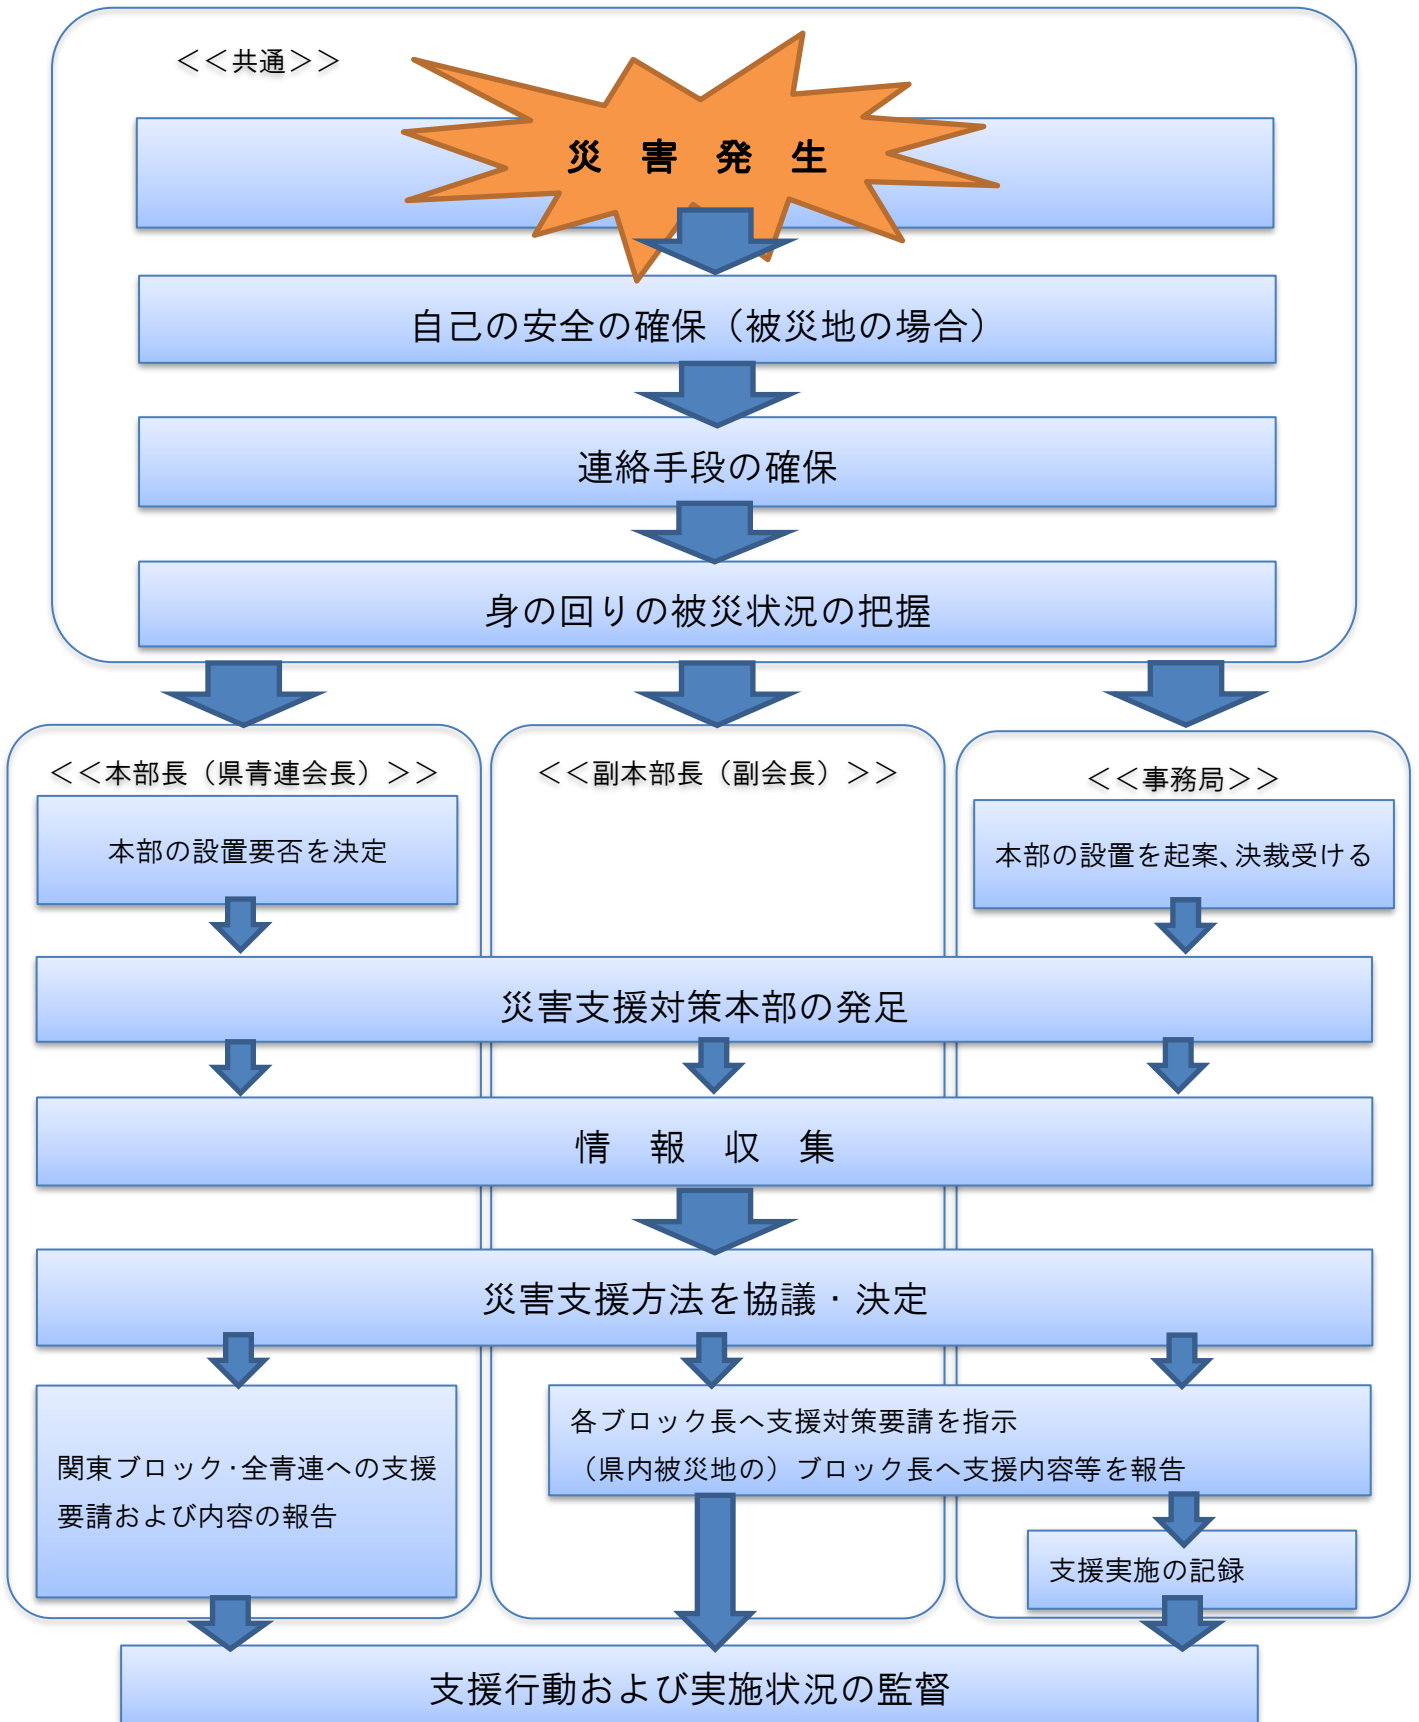 ＜＜共通＞＞
災　害　発　生
自己の安全の確保（被災地の場合）
連絡手段の確保
身の回りの被災状況の把握
＜＜本部長（県青連会長）＞＞
＜＜副本部長（副会長）＞＞
＜＜事務局＞＞
本部の設置要否を決定
本部の設置を起案、決裁受ける
災害支援対策本部の発足
情　報　収　集
災害支援方法を協議・決定
関東ブロック･全青連への支援
要請および内容の報告
各ブロック長へ支援対策要請を指示
（県内被災地の）ブロック長へ支援内容等を報告
支援実施の記録
支援行動および実施状況の監督